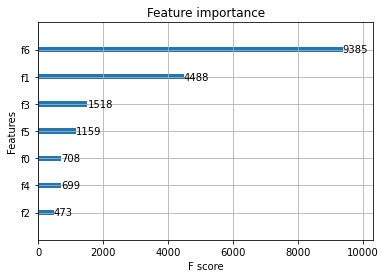 Feature importance
f6 9385
f1 4488
f3 1518
f5 1159
f0 708
f4 699
f2 473
Features
0 2000 4000 6000 8000 10000
F score